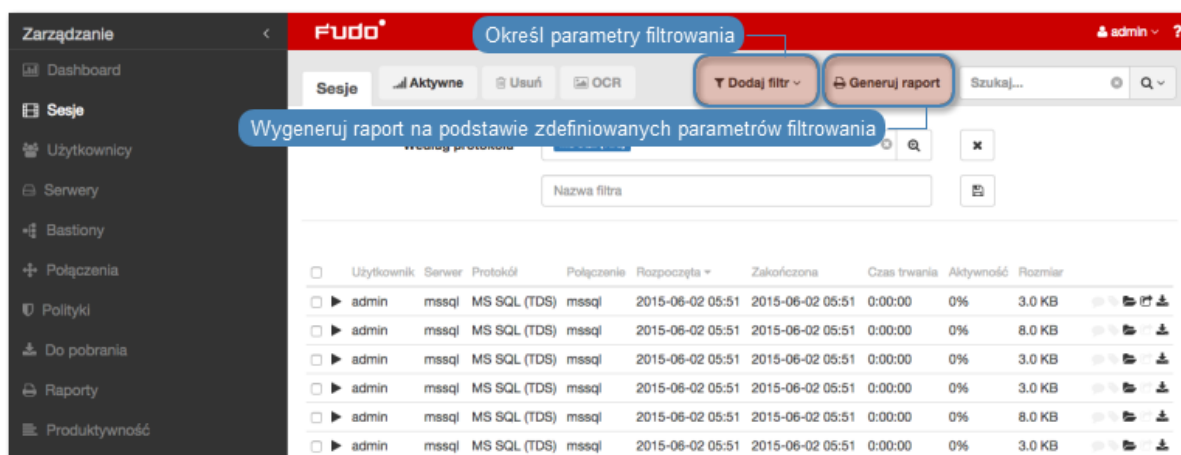 Zarządzanie
Fudo
Określ parametry filtrowania
admin ?
Dashboard
Sesje
Aktywne
Usuń
OCR
Dodaj filtr
Generuj raport
Szukaj...
Sesje
Wygeneruj raport na podstawie zdefiniowanych parametrów filtrowania
Użytkownicy
Według protokołu
Serwery
Nazwa filtra
Bastiony
Połączenia
Użytkownik Serwer Protokół Połączenie Rozpoczęta Zakończona Czas trwania Aktywność Rozmiar
admin mssql MS SQL (TDS) mssql 2015-06-02 05:51 2015-06-02 05:51 0:00:00 0% 3.0 KB
Polityki
admin mssql MS SQL (TDS) mssql 2015-06-02 05:51 2015-06-02 05:51 0:00:00 0% 8.0 KB
Do pobrania
admin mssql MS SQL (TDS) mssql 2015-06-02 05:51 2015-06-02 05:51 0:00:00 0% 3.0 KB
Raporty
admin mssql MS SQL (TDS) mssql 2015-06-02 05:51 2015-06-02 05:51 0:00:00 0% 3.0 KB
Produktywność
admin mssql MS SQL (TDS) mssql 2015-06-02 05:51 2015-06-02 05:51 0:00:00 0% 8.0 KB
admin mssql MS SQL (TDS) mssql 2015-06-02 05:51 2015-06-02 05:51 0:00:00 0% 3.0 KB